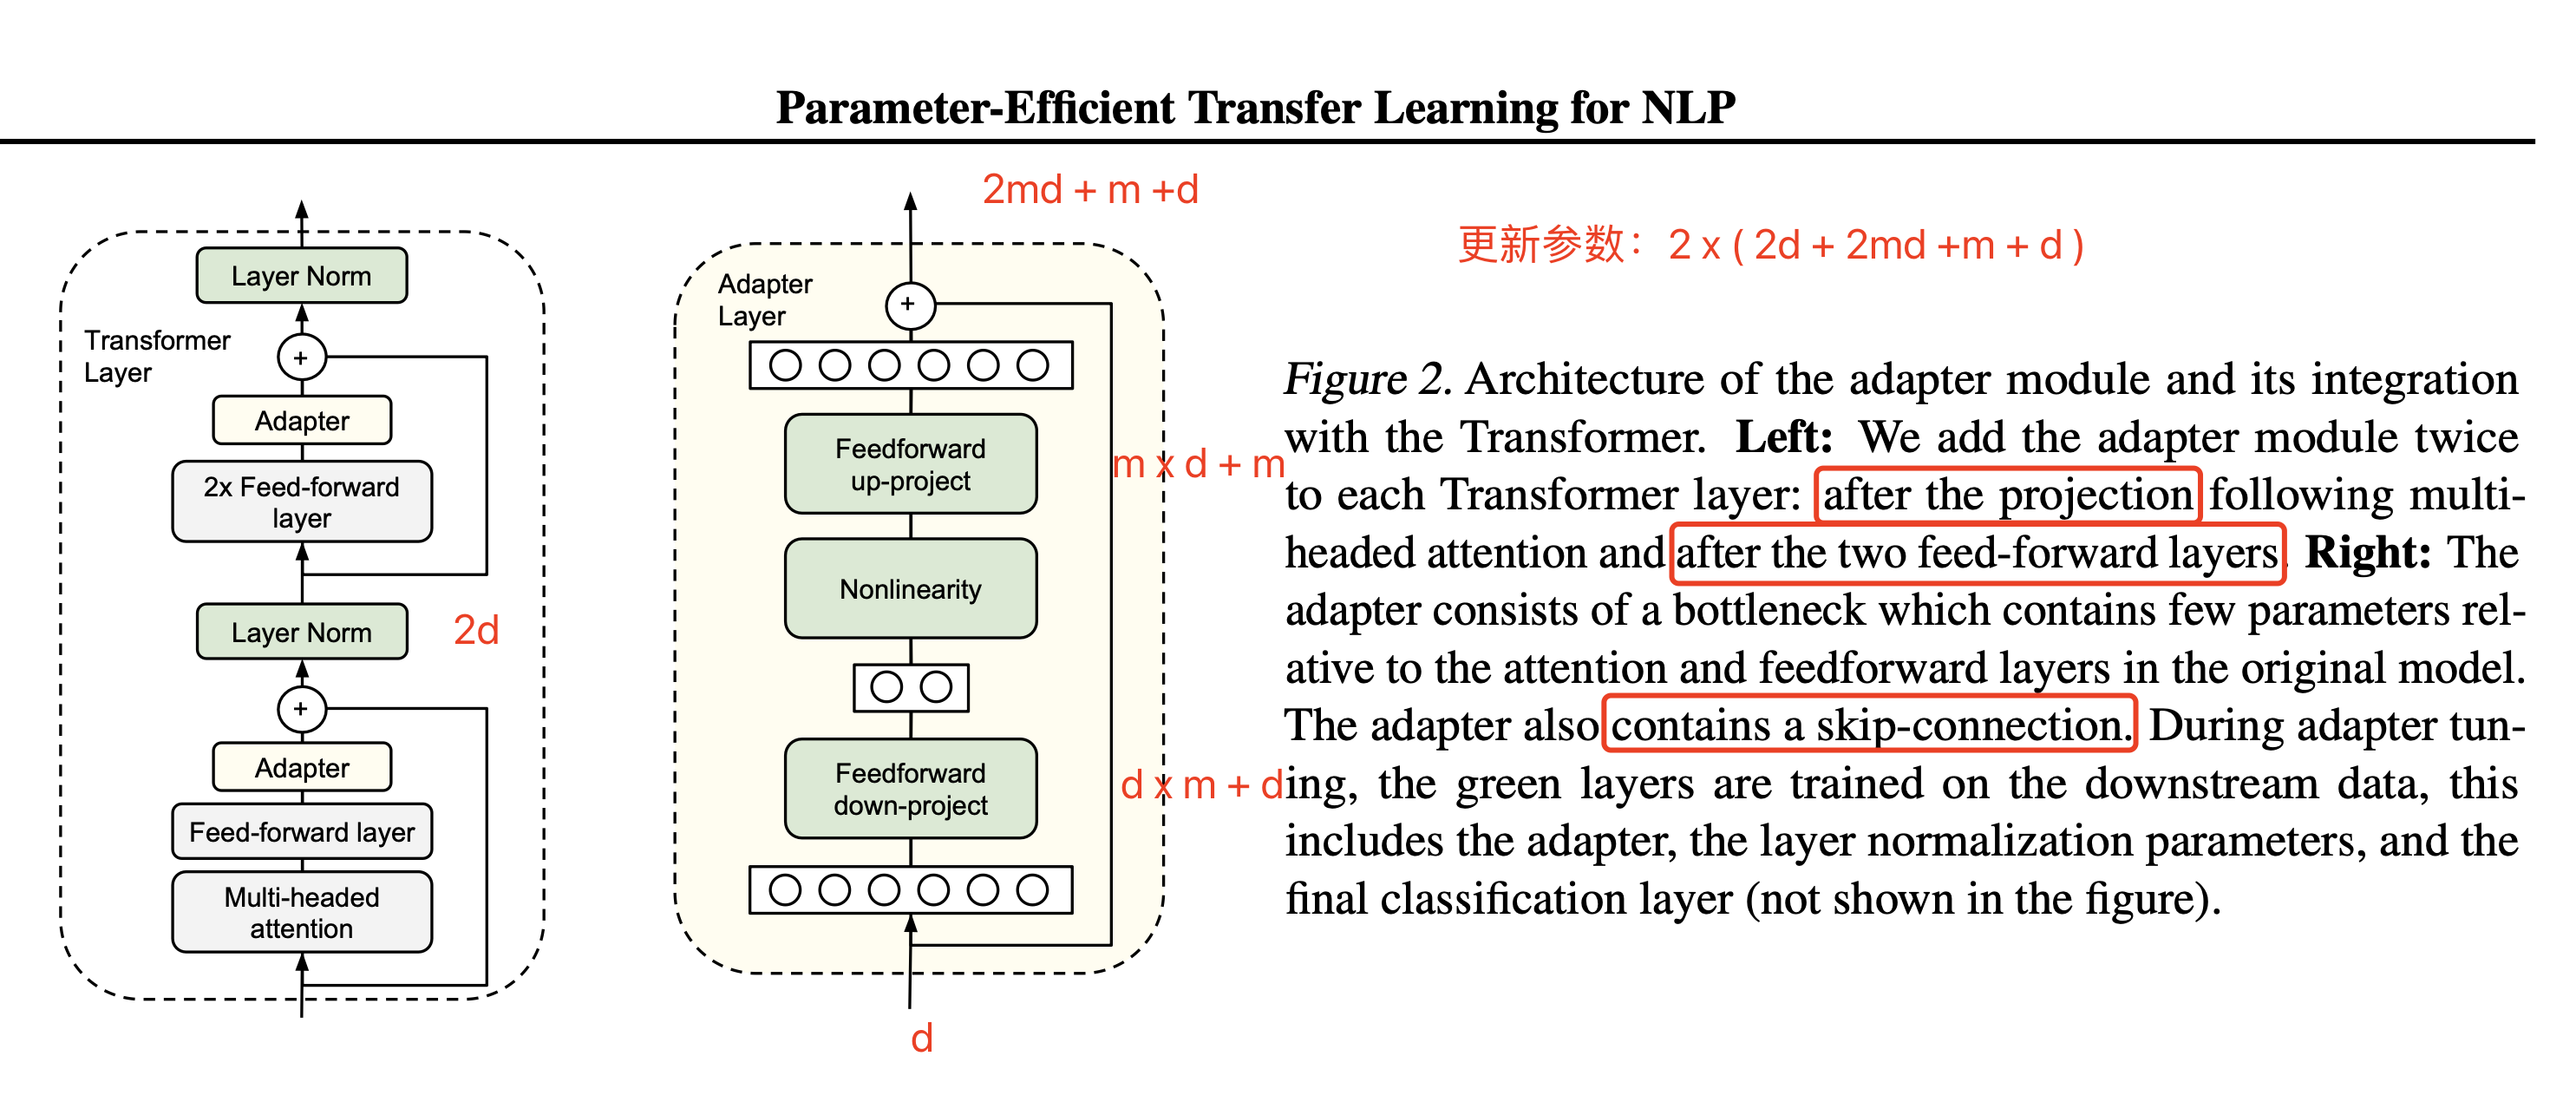 Parameter-Efficient Transfer Learning for NLP
2md + m +d
更新参数：2 x ( 2d + 2md +m + d )
Layer Norm
Transformer
Layer
+
Adapter
2x Feed-forward
layer
Layer Norm
2d
+
Adapter
Feed-forward layer
Multi-headed
attention
Adapter
Layer
+
Feedforward
up-project
m x d + m
Nonlinearity
Feedforward
down-project
d x m + d
d
Figure 2. Architecture of the adapter module and its integration
with the Transformer. Left: We add the adapter module twice
to each Transformer layer: after the projection following multi-
headed attention and after the two feed-forward layers. Right: The
adapter consists of a bottleneck which contains few parameters rel-
ative to the attention and feedforward layers in the original model.
The adapter also contains a skip-connection. During adapter tun-
ing, the green layers are trained on the downstream data, this
includes the adapter, the layer normalization parameters, and the
final classification layer (not shown in the figure).